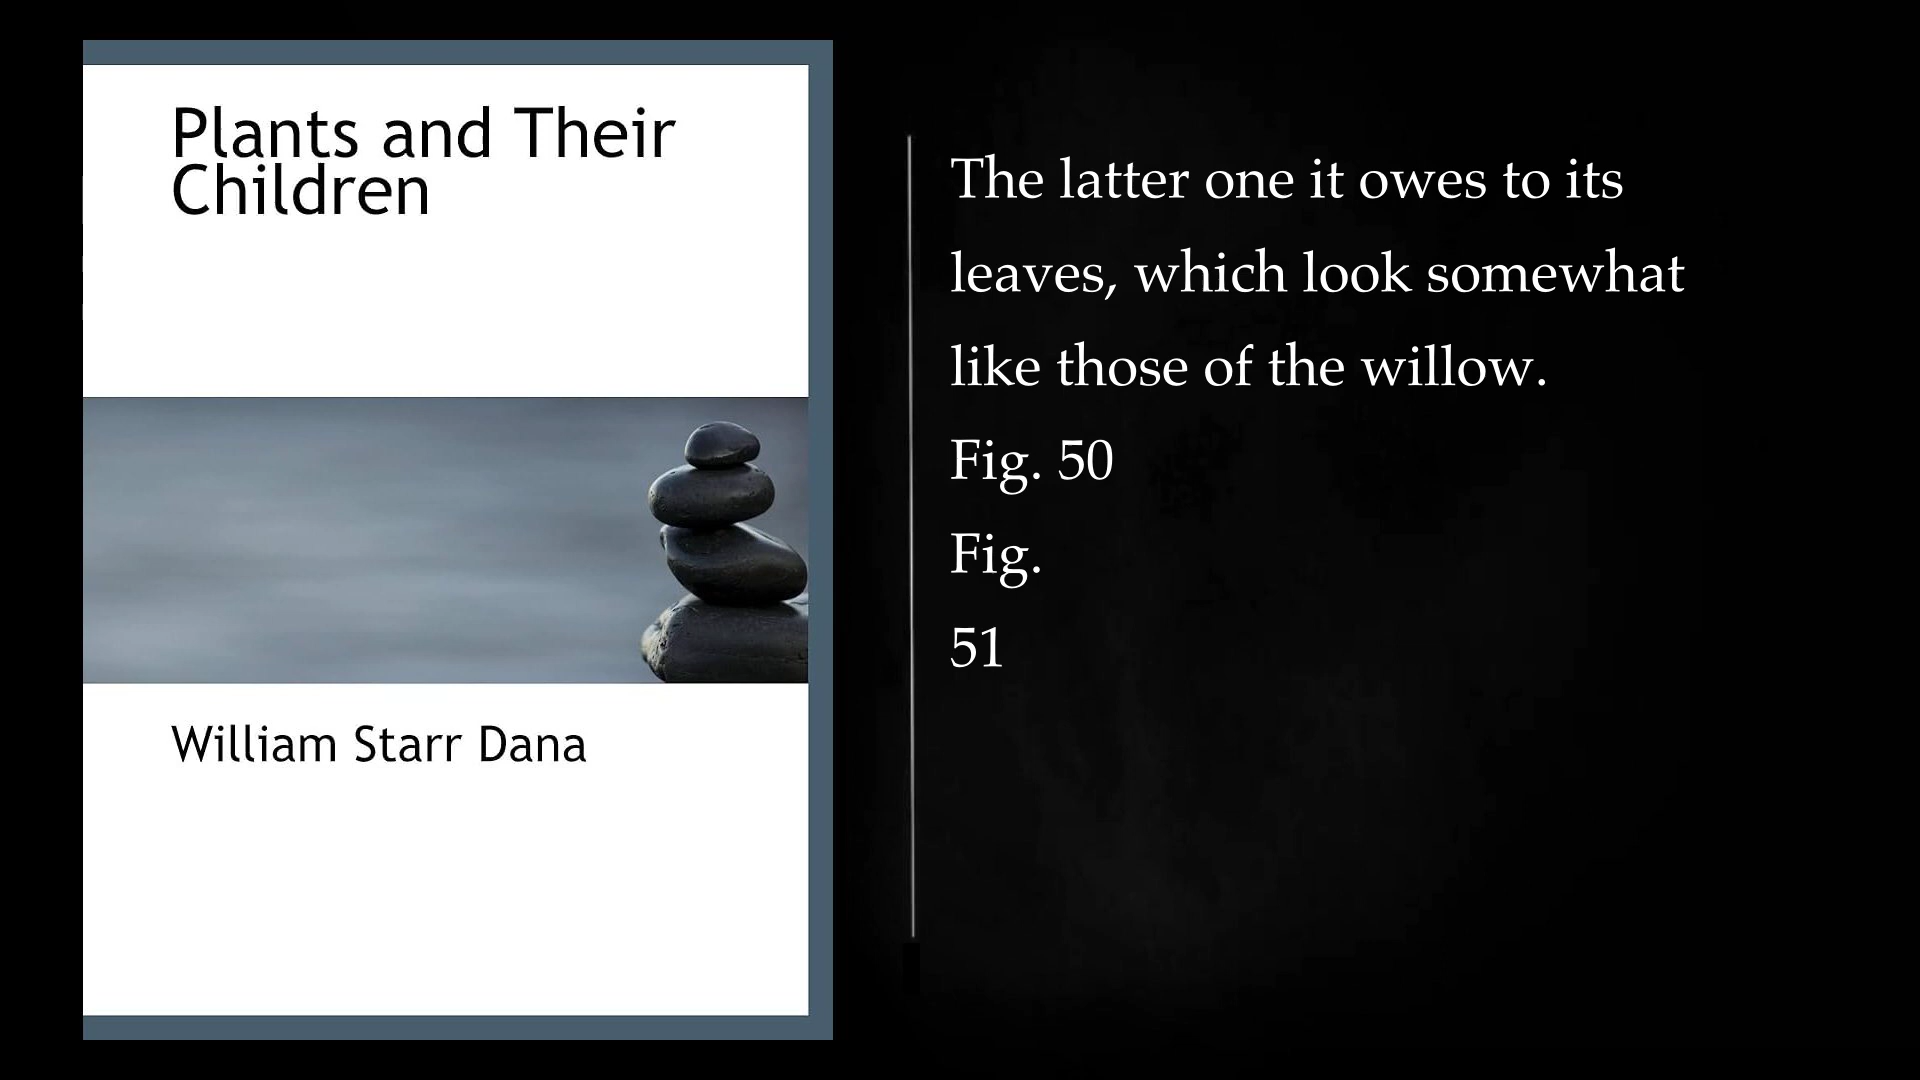 Plants and Their
Children
William Starr Dana
The latter one it owes to its
leaves, which look somewhat
like those of the willow.
Fig. 50
Fig.
51